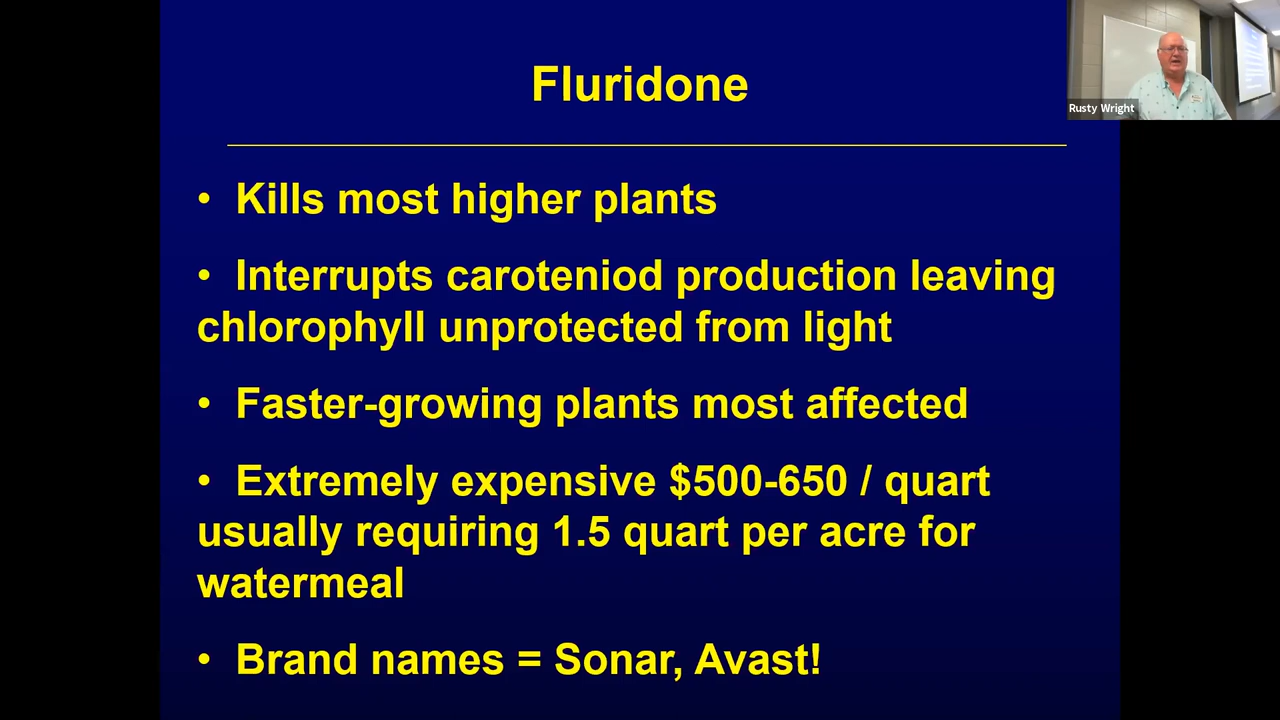 Fluridone
Rusty Wright
• Kills most higher plants
• Interrupts caroteniod production leaving
chlorophyll unprotected from light
• Faster-growing plants most affected
• Extremely expensive $500-650 / quart
usually requiring 1.5 quart per acre for
watermeal
• Brand names = Sonar, Avast!